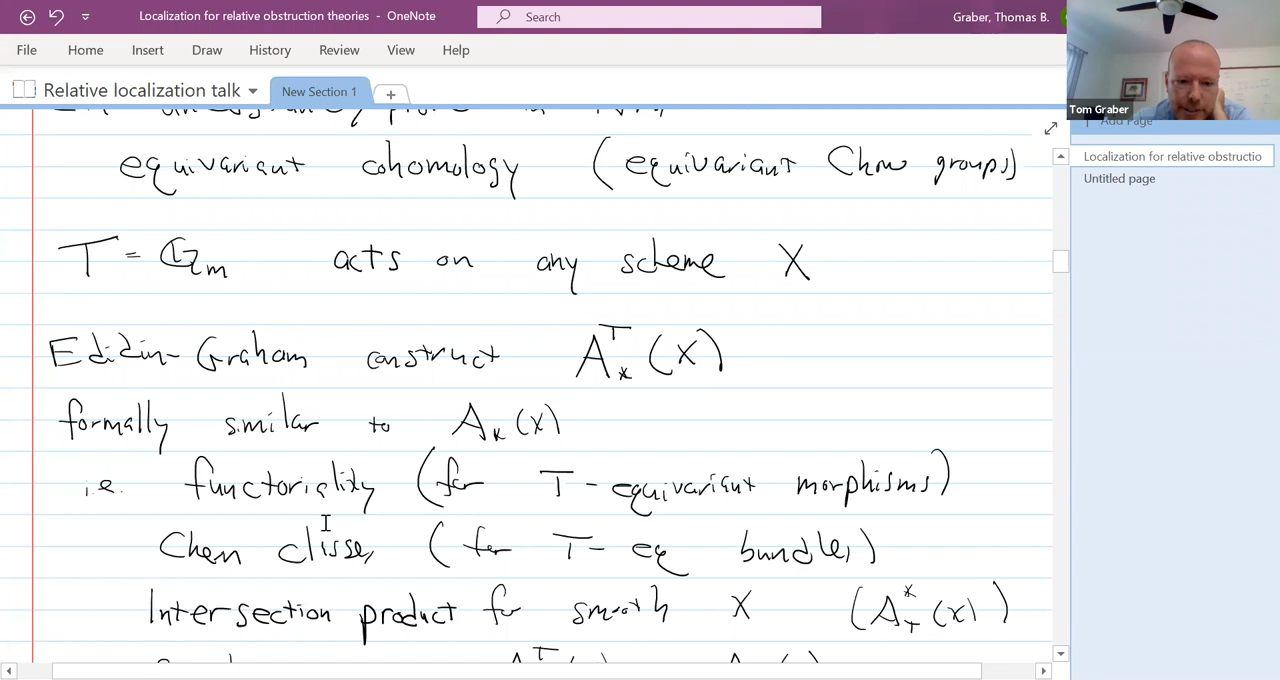 Localization for relative obstruction theories - OneNote
Search
Graber, Thomas B.
File Home Insert Draw History Review View Help
Relative localization talk
New Section 1
Tom Graber
Add Page
Localization for relative obstructio
Untitled page
equivariant cohomology (equivariant Chow groups)
T = 𝔾m acts on any scheme X
Edidin-Graham construct A^T_*(X)
formally similar to A_*(X)
i.e. functoriality (for T-equivariant morphisms)
Chern classes (for T-eq bundles)
Intersection product for smooth X (A^*_T(X))